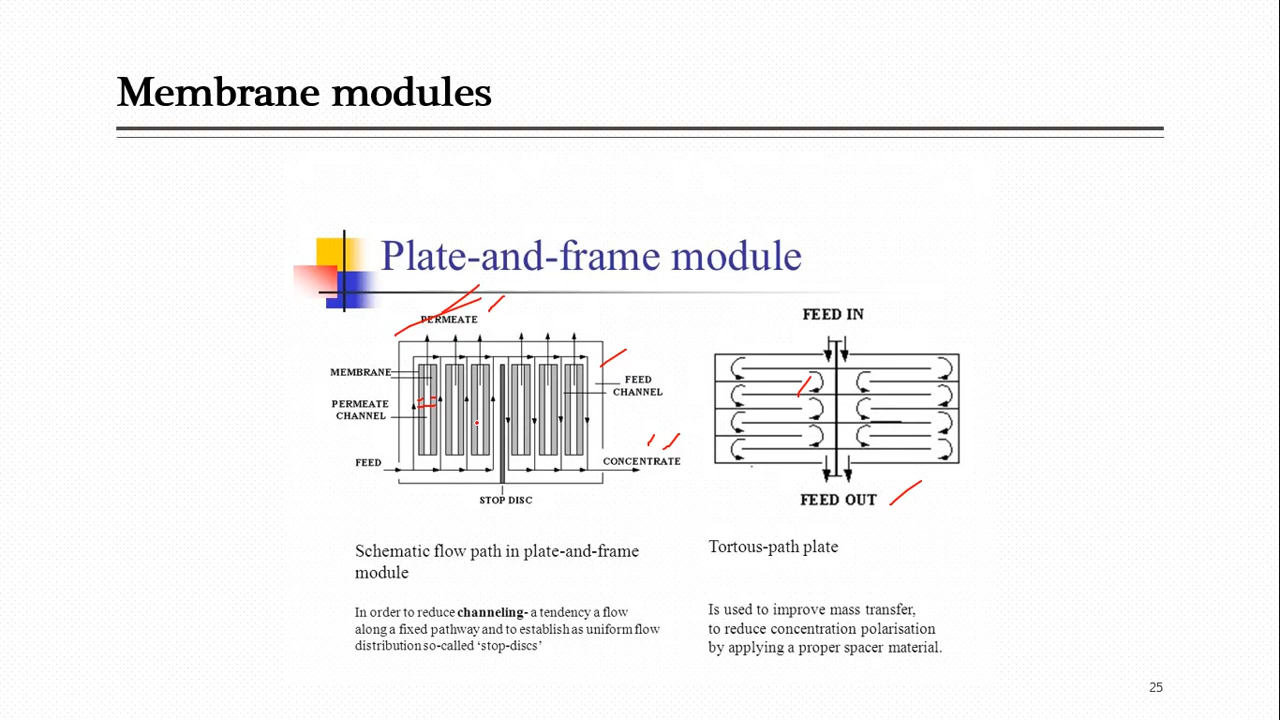 Membrane modules
Plate-and-frame module
PERMEATE
MEMBRANE
PERMEATE
CHANNEL
FEED
FEED
CHANNEL
CONCENTRATE
STOP DISC
FEED IN
FEED OUT
Schematic flow path in plate-and-frame
module
In order to reduce channeling- a tendency a flow
along a fixed pathway and to establish as uniform flow
distribution so-called ‘stop-discs’
Tortous-path plate
Is used to improve mass transfer,
to reduce concentration polarisation
by applying a proper spacer material.
25